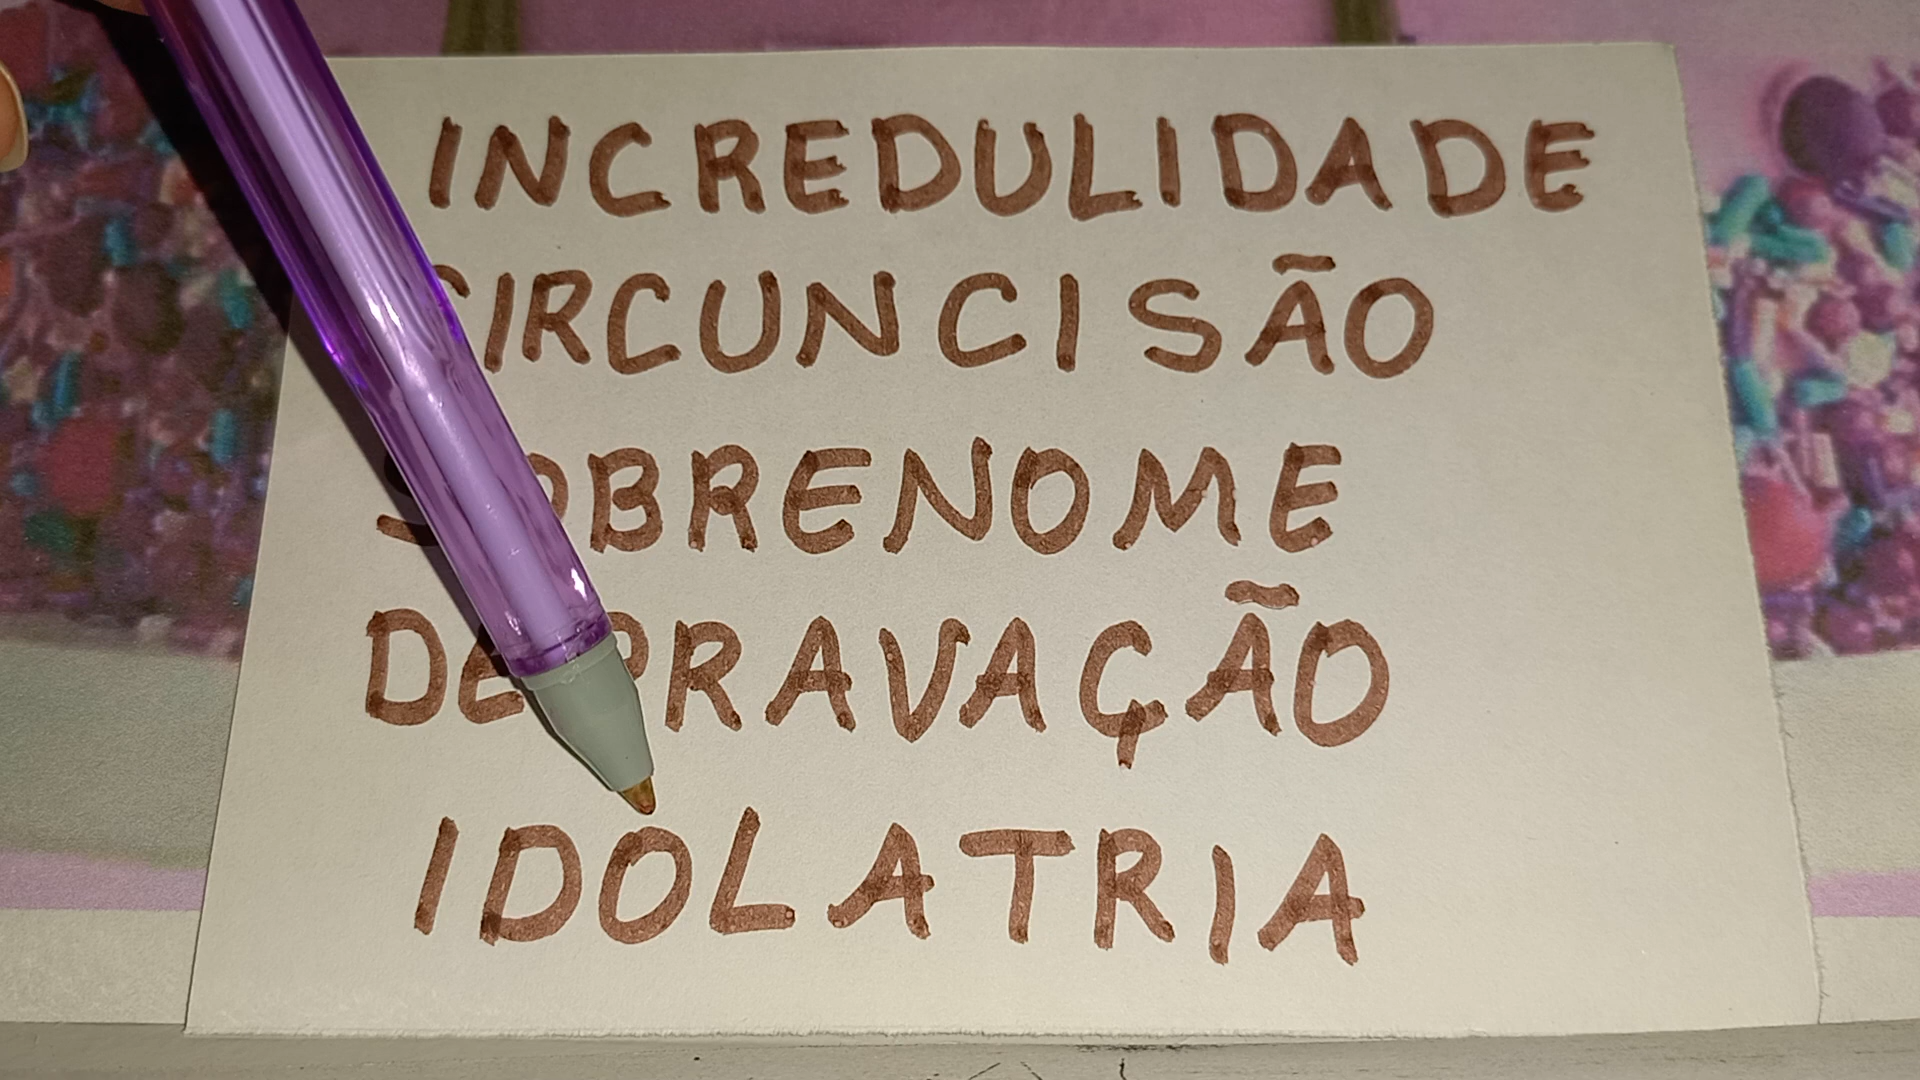 INCREDULIDADE
CIRCUNCISÃO
SOBRENOME
DEPRAVAÇÃO
IDOLATRIA